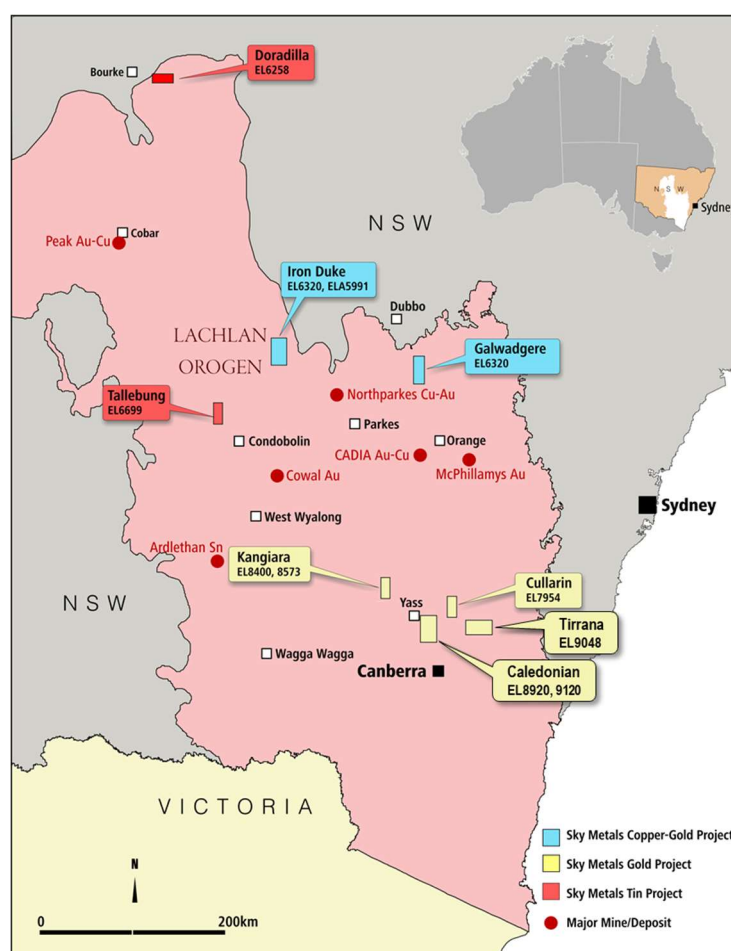 Doradilla
EL6258
Bourke
N S W
Sydney
NSW
Peak Au-Cu
Cobar
Iron Duke
EL6320, ELA5991
Dubbo
LACHLAN
OROGEN
Galwadgere
EL6320
Tallebung
EL6699
Northparkes Cu-Au
Parkes
Condobolin
Orange
CADIA Au-Cu
McPhillamys Au
Cowal Au
Sydney
West Wyalong
Ardlethan Sn
Kangiara
EL8400, 8573
Cullarin
EL7954
NSW
Yass
Tirrana
EL9048
Wagga Wagga
Canberra
Caledonian
EL8920, 9120
VICTORIA
N
0 200km
Sky Metals Copper-Gold Project
Sky Metals Gold Project
Sky Metals Tin Project
Major Mine/Deposit